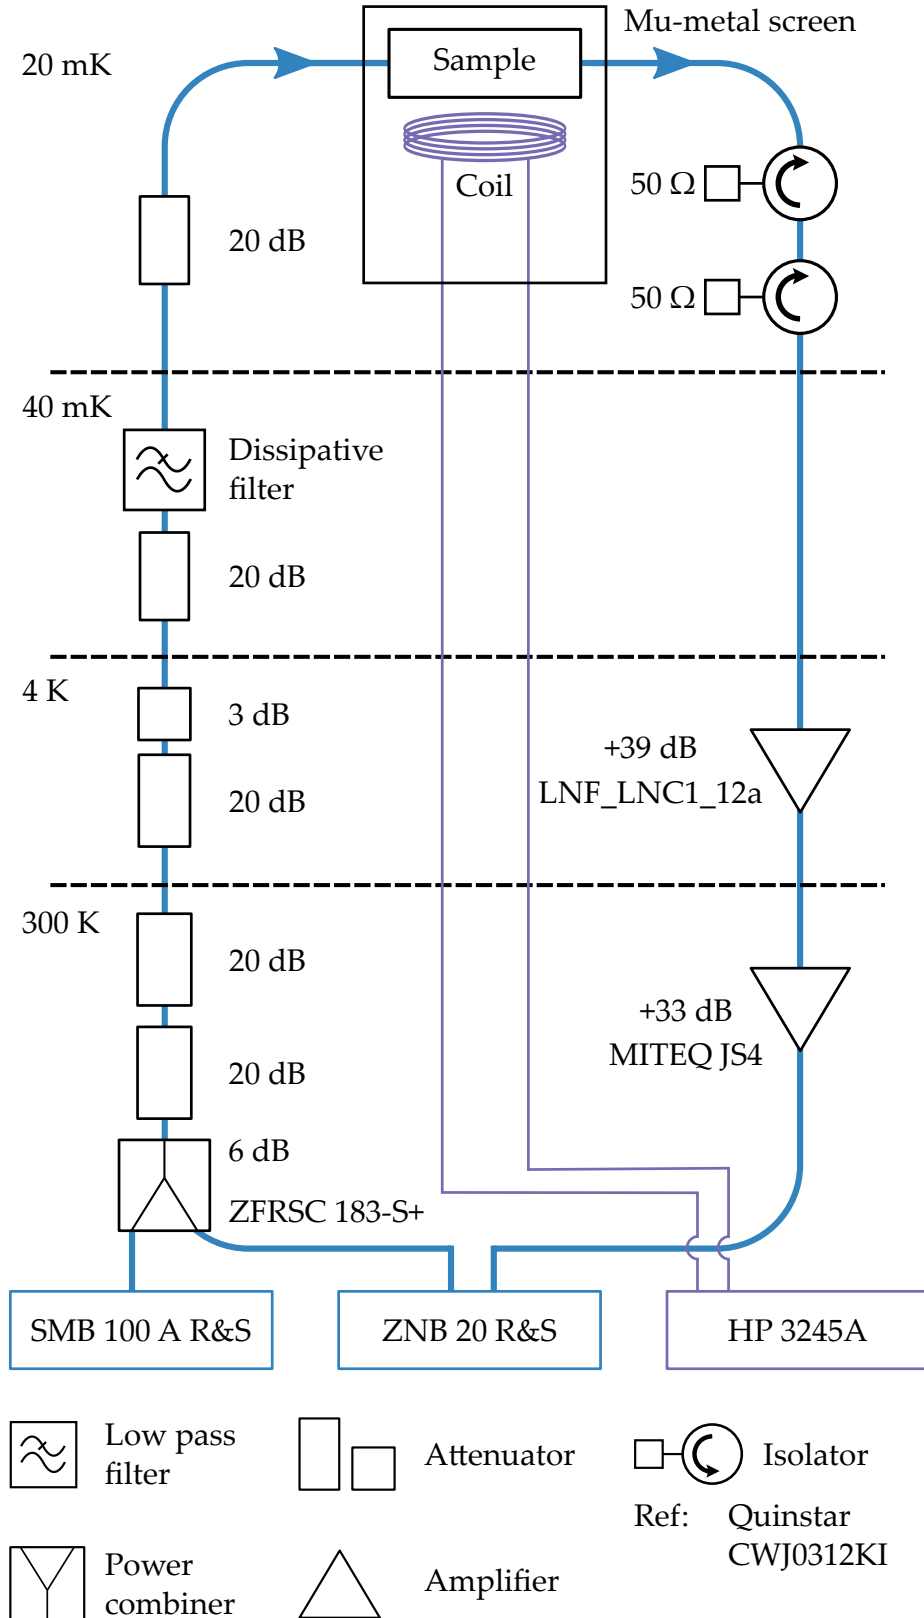 Mu-metal screen
20 mK
Sample
Coil
50 Ω
20 dB
50 Ω
40 mK
Dissipative
filter
20 dB
4 K
3 dB
+39 dB
LNF_LNC1_12a
20 dB
300 K
20 dB
+33 dB
MITEQ JS4
20 dB
6 dB
ZFRSC 183-S+
SMB 100 A R&S
ZNB 20 R&S
HP 3245A
Low pass
filter
Attenuator
Isolator
Ref: Quinstar
CWJ0312KI
Power
combiner
Amplifier